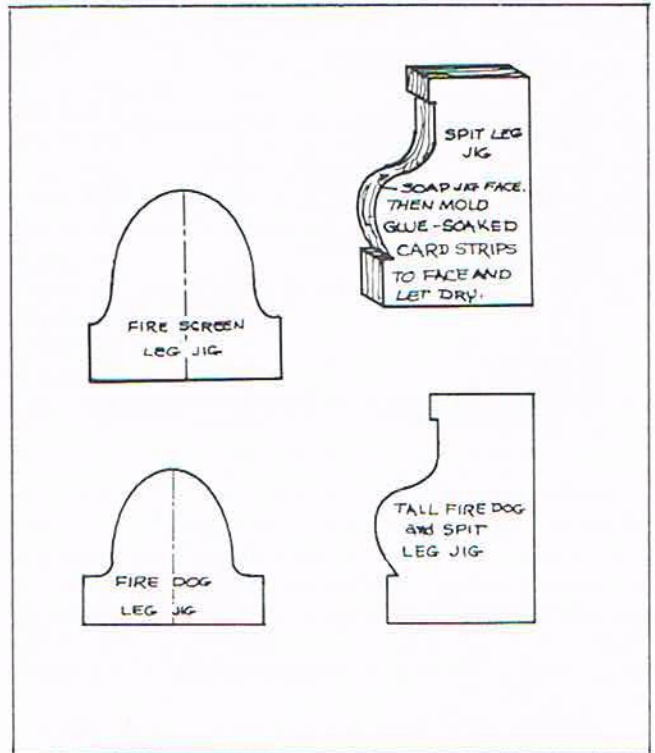 SPIT LEG
JIG
SOAP JIG FACE.
THEN MOLD
GLUE-SOAKED
CARD STRIPS
TO FACE AND
LET DRY.
FIRE SCREEN
LEG JIG
TALL FIRE DOG
and SPIT
LEG JIG
FIRE DOG
LEG JIG